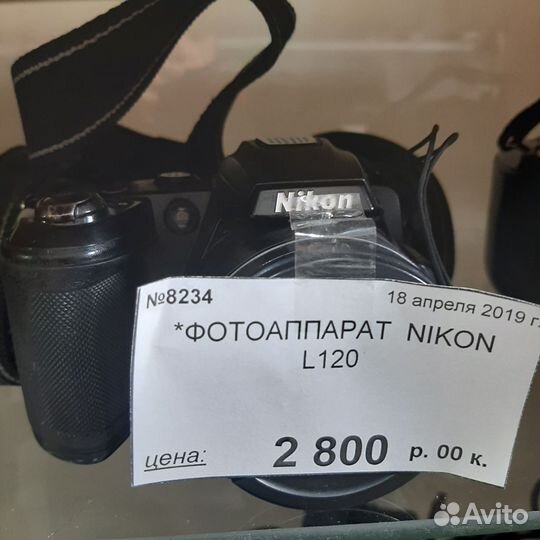 Nikon
№8234
18 апреля 2019 г.
*ФОТОАППАРАТ NIKON
L120
цена: 2 800 р. 00 к.
Avito